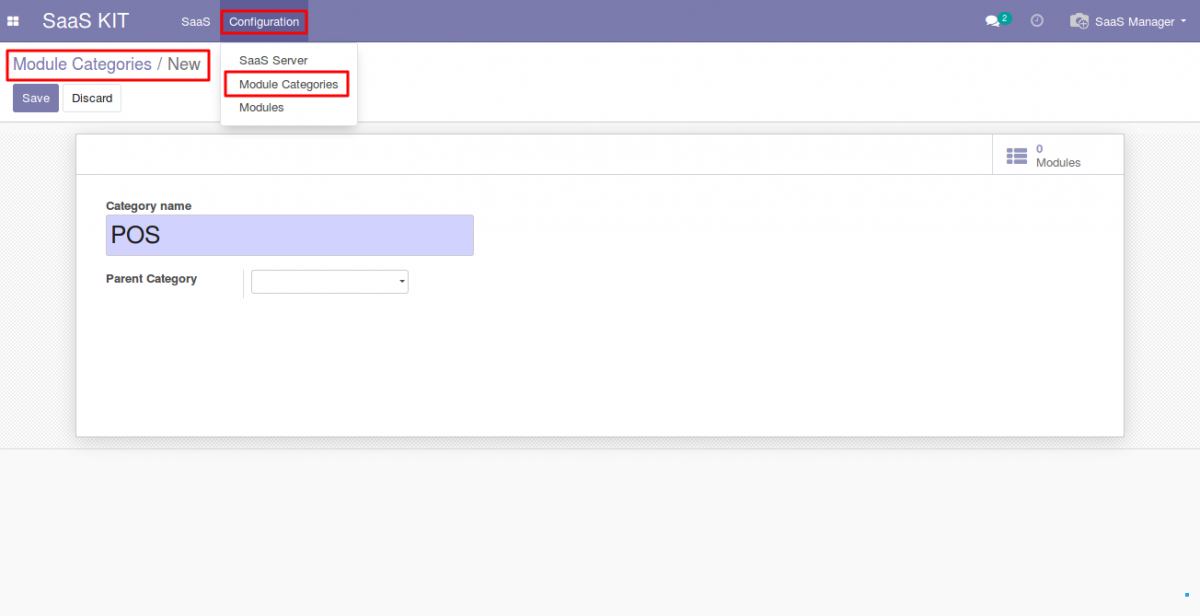 SaaS KIT SaaS Configuration 2 SaaS Manager
Module Categories / New
SaaS Server
Module Categories
Save Discard
Modules
0
Modules
Category name
POS
Parent Category